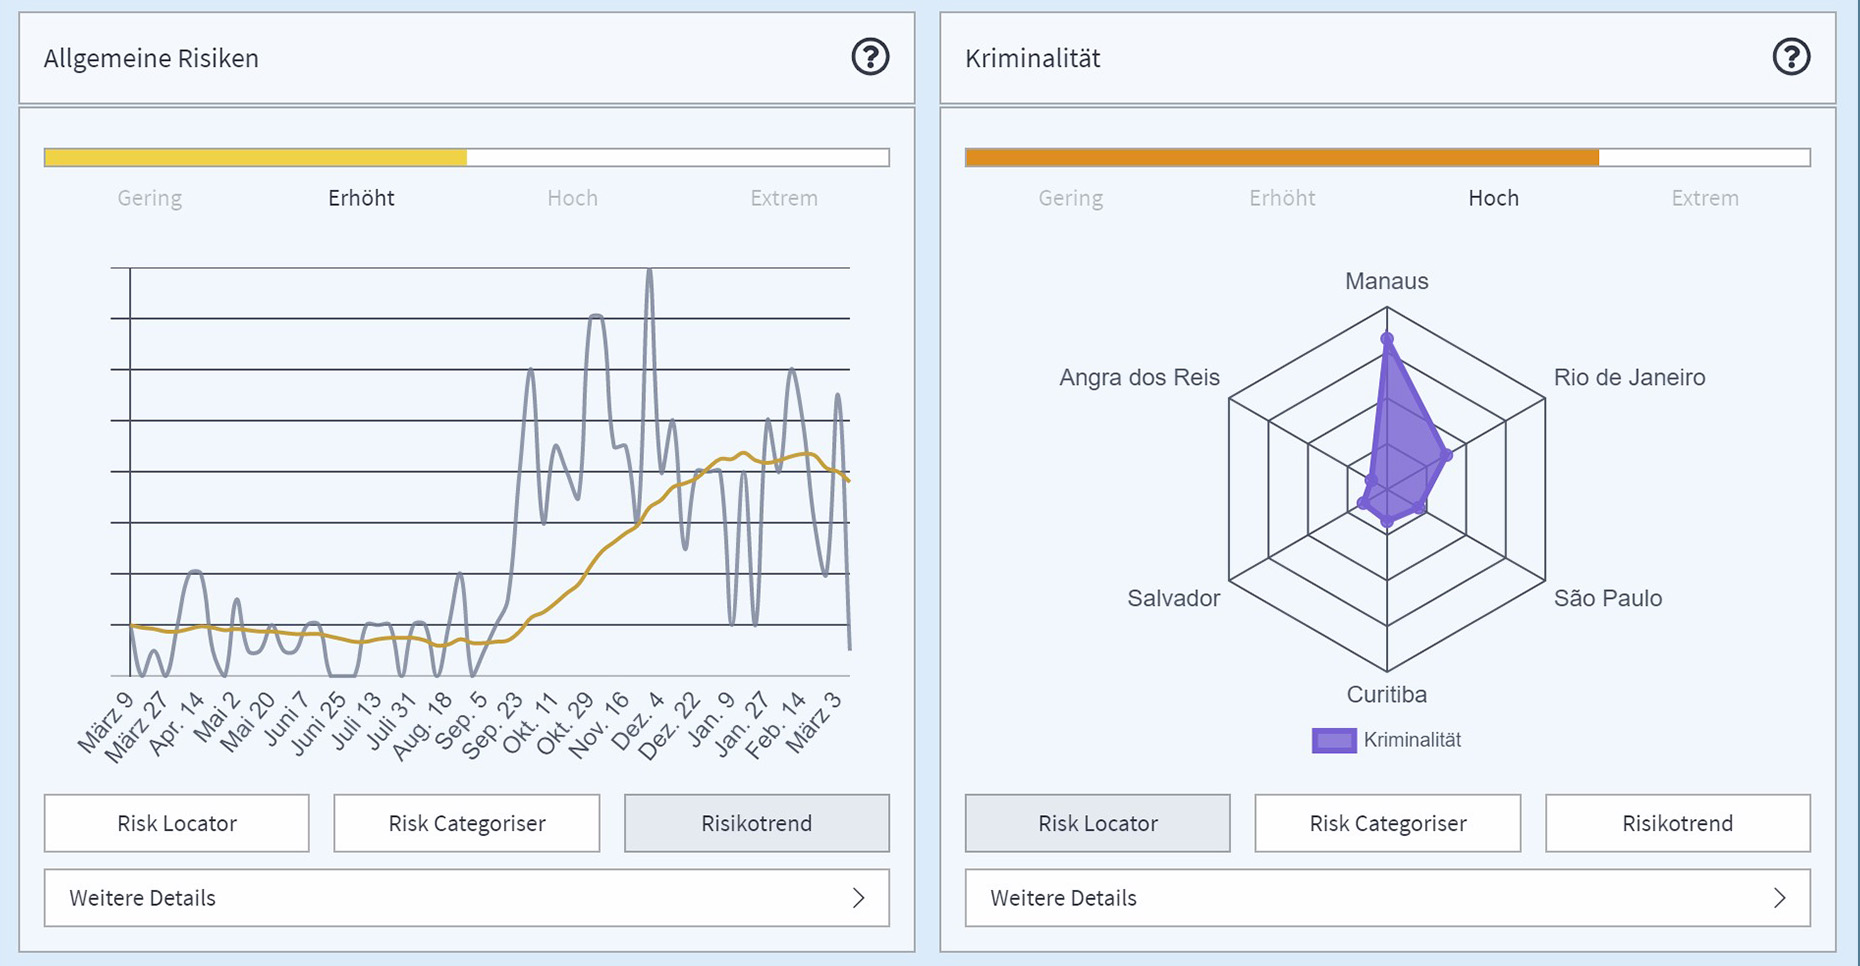 Allgemeine Risiken
?
Gering Erhöht Hoch Extrem
März 9 März 27 Apr. 14 Mai 2 Mai 20 Juni 7 Juni 25 Juli 13 Juli 31 Aug. 18 Sep. 5 Sep. 23 Okt. 11 Okt. 29 Nov. 16 Dez. 4 Dez. 22 Jan. 9 Jan. 27 Feb. 14 März 3
Risk Locator Risk Categoriser Risikotrend
Weitere Details
Kriminalität
?
Gering Erhöht Hoch Extrem
Manaus
Angra dos Reis Rio de Janeiro
Salvador São Paulo
Curitiba
Kriminalität
Risk Locator Risk Categoriser Risikotrend
Weitere Details